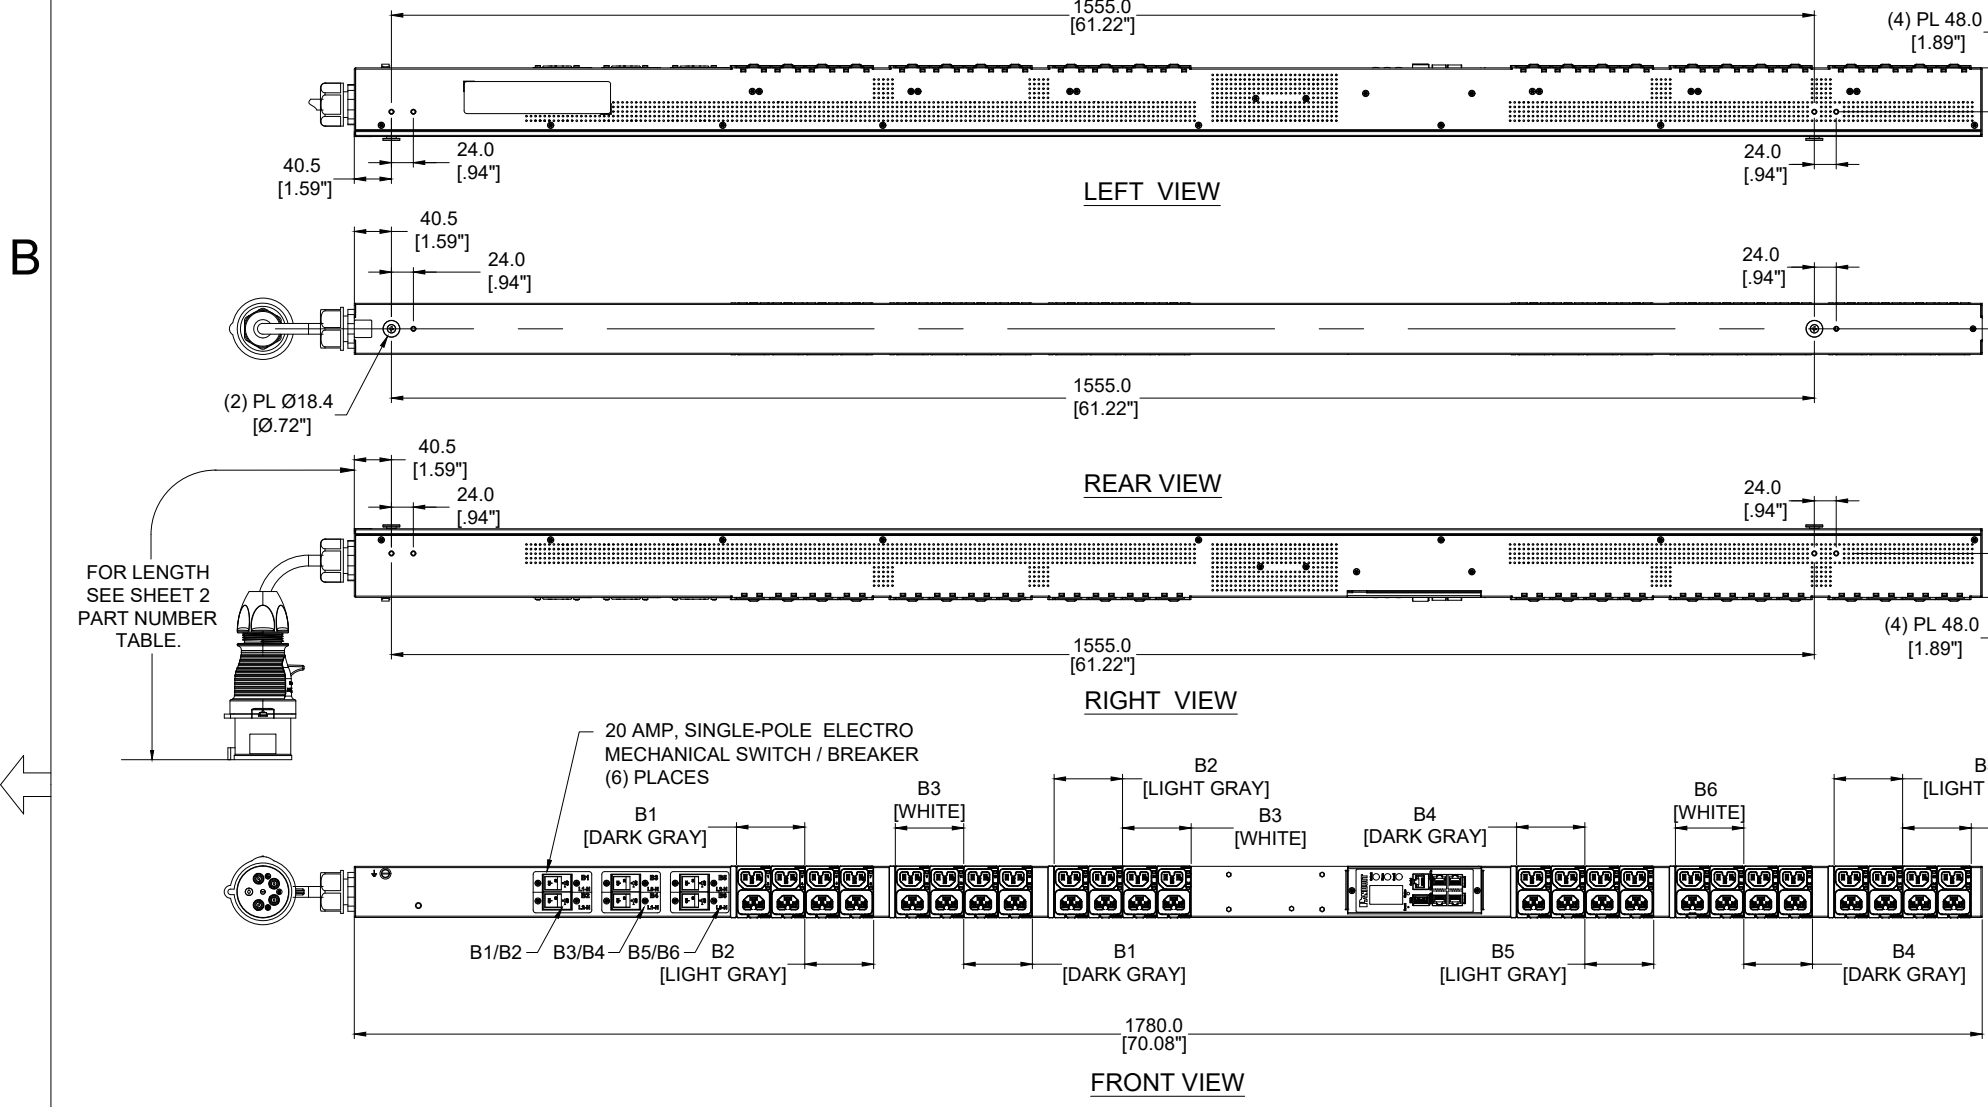 1555.0
[61.22"]
(4) PL 48.0
[1.89"]
40.5
[1.59"]
24.0
[.94"]
24.0
[.94"]
LEFT VIEW
B
40.5
[1.59"]
24.0
[.94"]
24.0
[.94"]
(2) PL Ø18.4
[Ø.72"]
1555.0
[61.22"]
REAR VIEW
40.5
[1.59"]
24.0
[.94"]
24.0
[.94"]
FOR LENGTH
SEE SHEET 2
PART NUMBER
TABLE.
1555.0
[61.22"]
(4) PL 48.0
[1.89"]
RIGHT VIEW
20 AMP, SINGLE-POLE ELECTRO
MECHANICAL SWITCH / BREAKER
(6) PLACES
B1
[DARK GRAY]
B3
[WHITE]
B2
[LIGHT GRAY]
B3
[WHITE]
B4
[DARK GRAY]
B6
[WHITE]
B
[LIGHT
B1/B2
B3/B4
B5/B6
B2
[LIGHT GRAY]
B1
[DARK GRAY]
B5
[LIGHT GRAY]
B4
[DARK GRAY]
1780.0
[70.08"]
FRONT VIEW